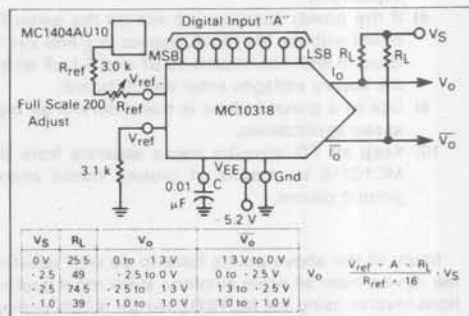 MC1404AU10
Digital Input "A"
VS
MSB
LSB
RL
RL
Rref
3.0 k
Vref
Io
Vo
Full Scale 200
Adjust
Rref
Vref
MC10318
Vo
3.1 k
Io
VEE
Gnd
0.01
μF
C
- 5.2 V
VS RL Vo Vo
0 V 25.5 0 to - 1.3 V - 1.3 V to 0 V
- 2.5 49 - 2.5 to 0 V 0 to - 2.5 V
- 2.5 74.5 - 2.5 to - 1.3 V - 1.3 to - 2.5 V
- 1.0 39 - 1.0 to + 1.0 V + 1.0 to - 1.0 V
Vo
Vref · A · RL
Rref · 16
· VS